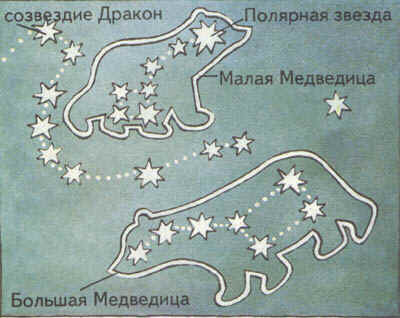 созвездие Дракон
Полярная звезда
Малая Медведица
Большая Медведица